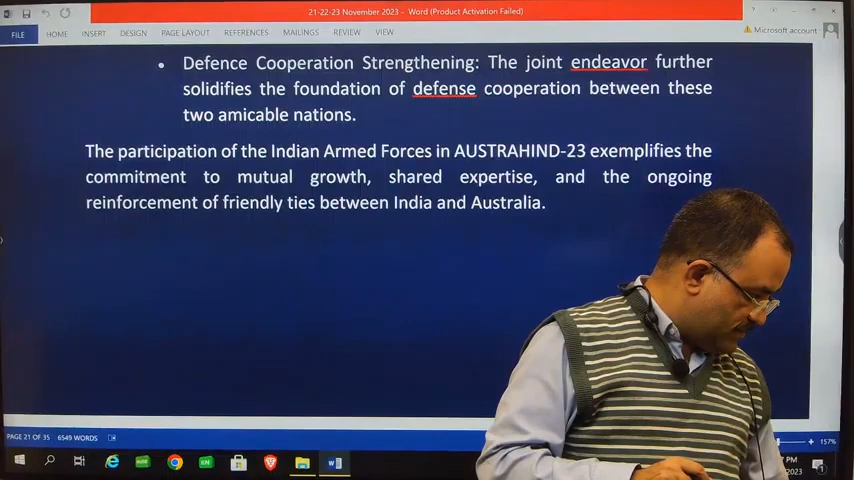 21-22-23 November 2023 - Word (Product Activation Failed)
FILE HOME INSERT DESIGN PAGE LAYOUT REFERENCES MAILINGS REVIEW VIEW Microsoft account
• Defence Cooperation Strengthening: The joint endeavor further
solidifies the foundation of defense cooperation between these
two amicable nations.
The participation of the Indian Armed Forces in AUSTRAHIND-23 exemplifies the
commitment to mutual growth, shared expertise, and the ongoing
reinforcement of friendly ties between India and Australia.
PAGE 21 OF 35 6549 WORDS 157%
PM
2023